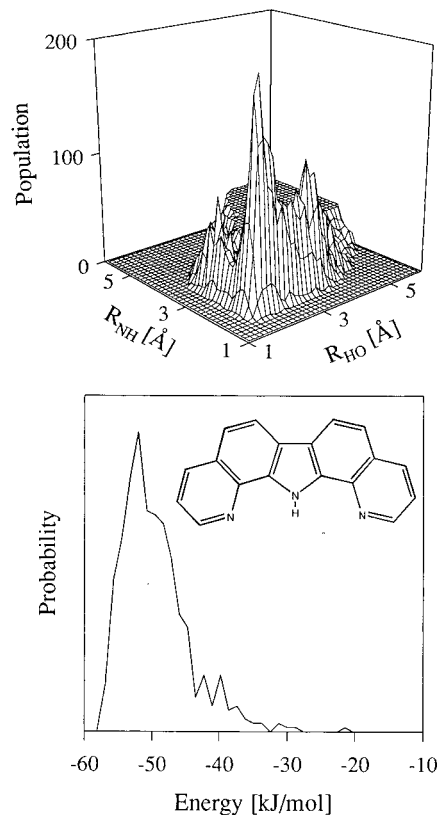 200
100
0
Population
5
3
1
R_NH [Å]
1
3
5
R_HO [Å]
Probability
N
N
H
N
-60
-50
-40
-30
-20
-10
Energy [kJ/mol]